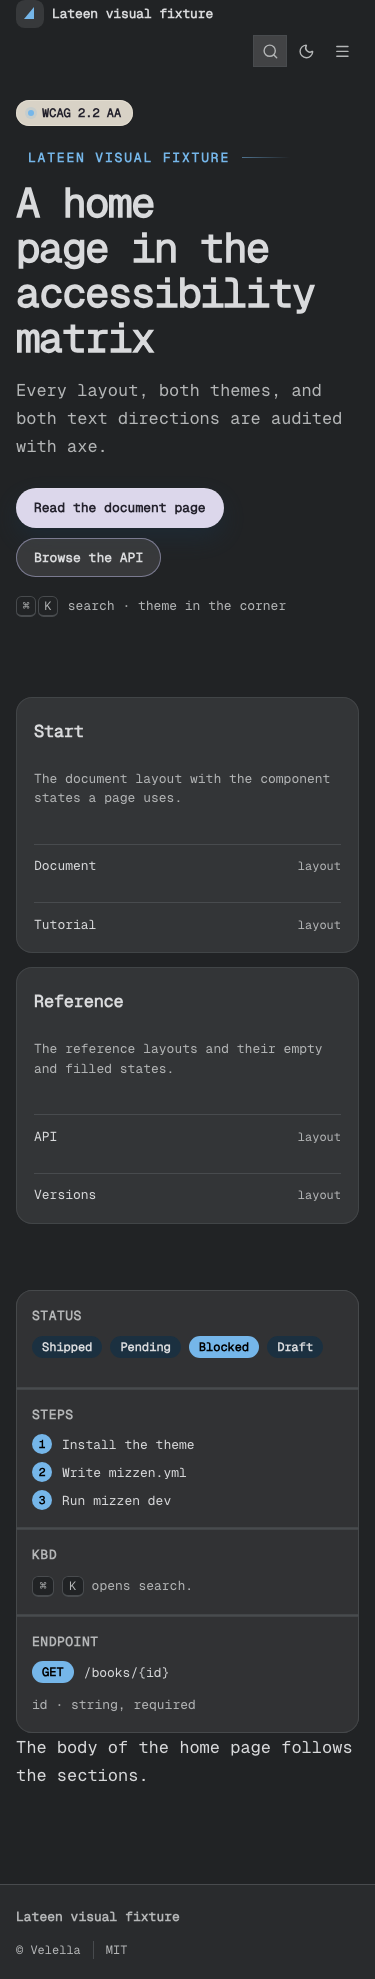 Lateen visual fixture
WCAG 2.2 AA
LATEEN VISUAL FIXTURE
A home
page in the
accessibility
matrix
Every layout, both themes, and
both text directions are audited
with axe.
Read the document page
Browse the API
⌘ K search · theme in the corner
Start
The document layout with the component
states a page uses.
Document layout
Tutorial layout
Reference
The reference layouts and their empty
and filled states.
API layout
Versions layout
STATUS
Shipped Pending Blocked Draft
STEPS
1 Install the theme
2 Write mizzen.yml
3 Run mizzen dev
KBD
⌘ K opens search.
ENDPOINT
GET /books/{id}
id · string, required
The body of the home page follows
the sections.
Lateen visual fixture
© Velella MIT